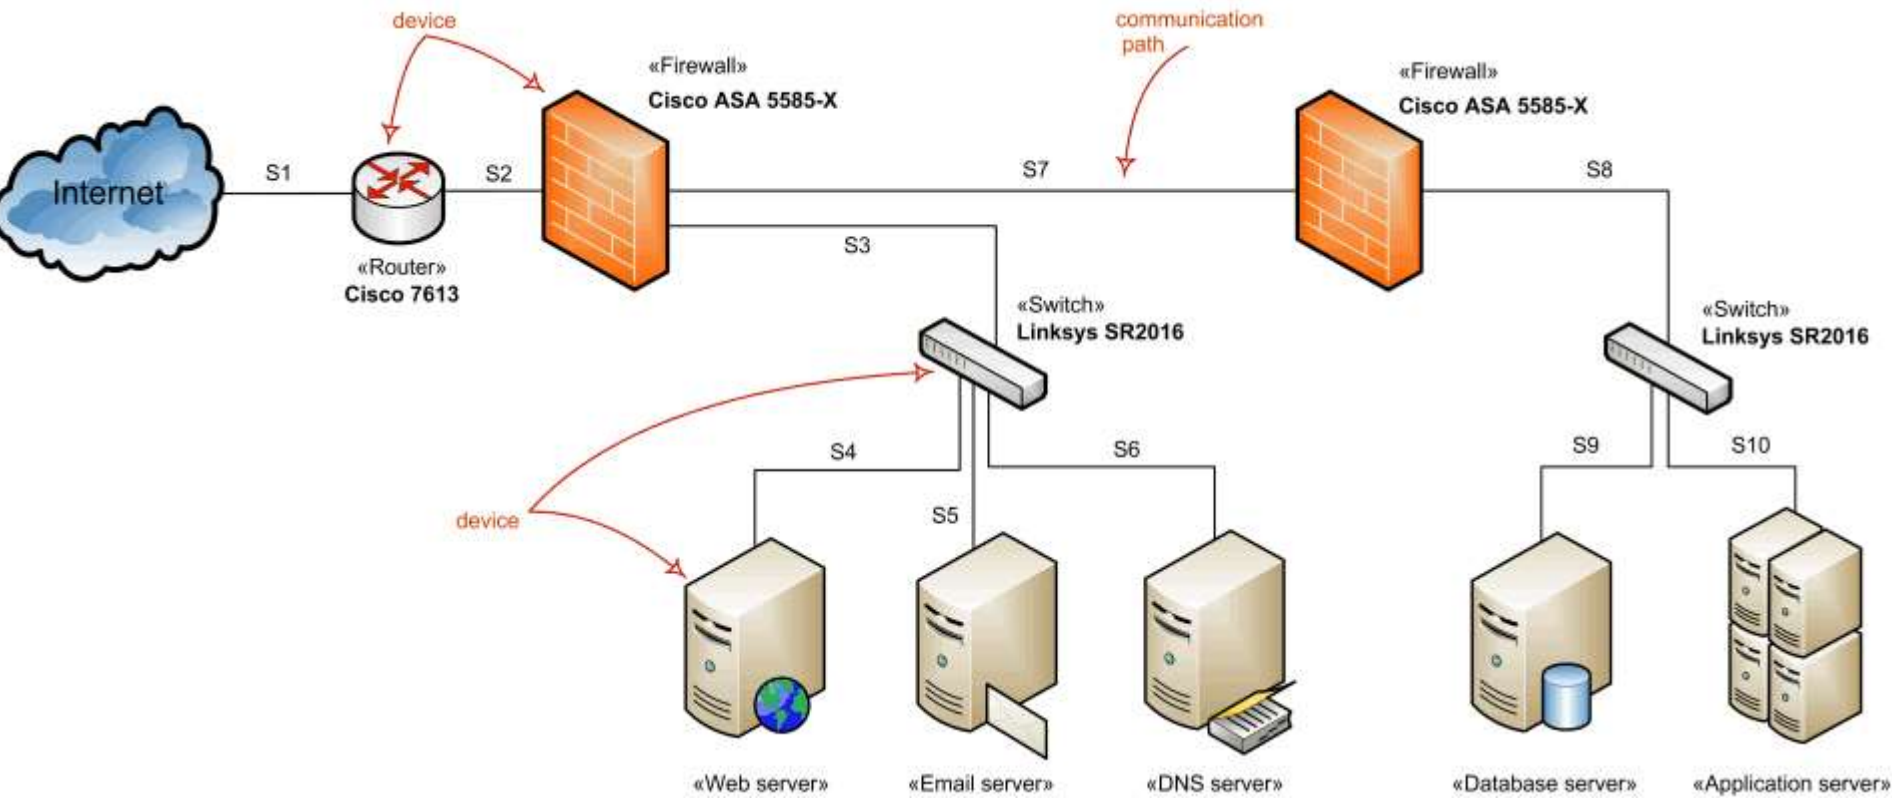 device
communication
path
«Firewall»
Cisco ASA 5585-X
«Firewall»
Cisco ASA 5585-X
Internet
S1
S2
S7
S8
S3
«Router»
Cisco 7613
«Switch»
Linksys SR2016
«Switch»
Linksys SR2016
S4
S6
S9
S10
device
S5
«Web server»
«Email server»
«DNS server»
«Database server»
«Application server»